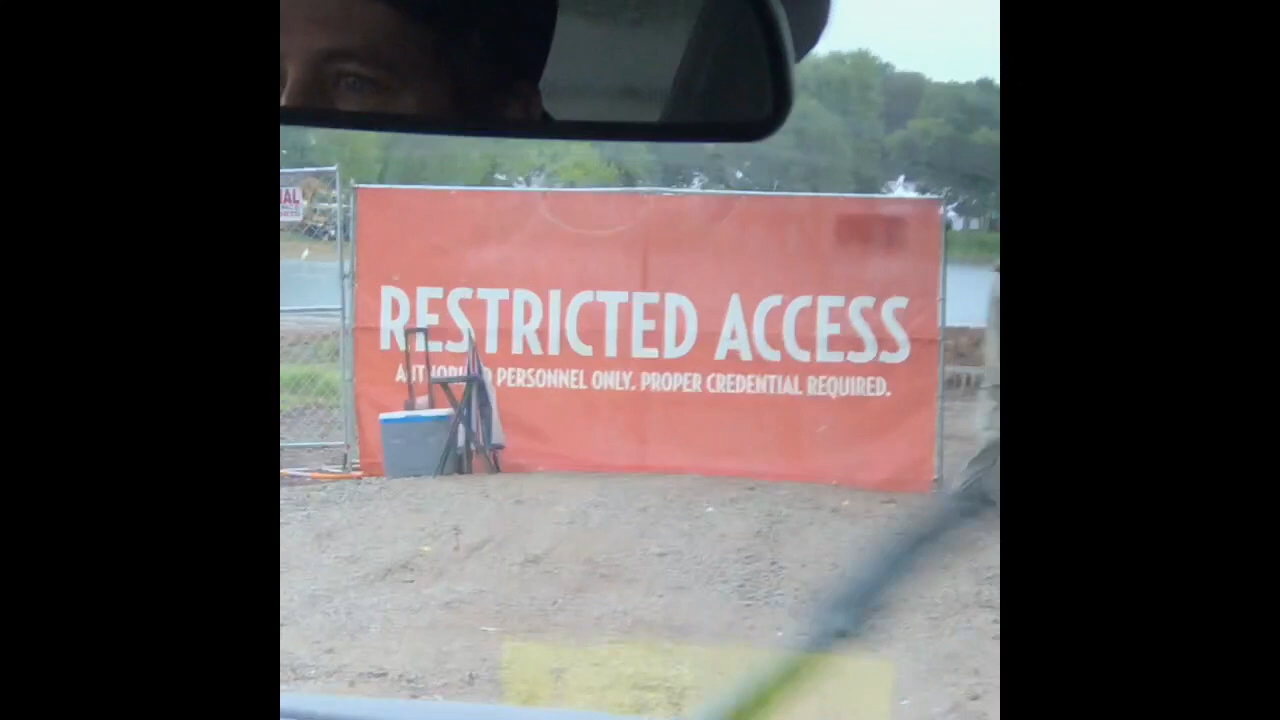 RESTRICTED ACCESS
PERSONNEL ONLY. PROPER CREDENTIAL REQUIRED.